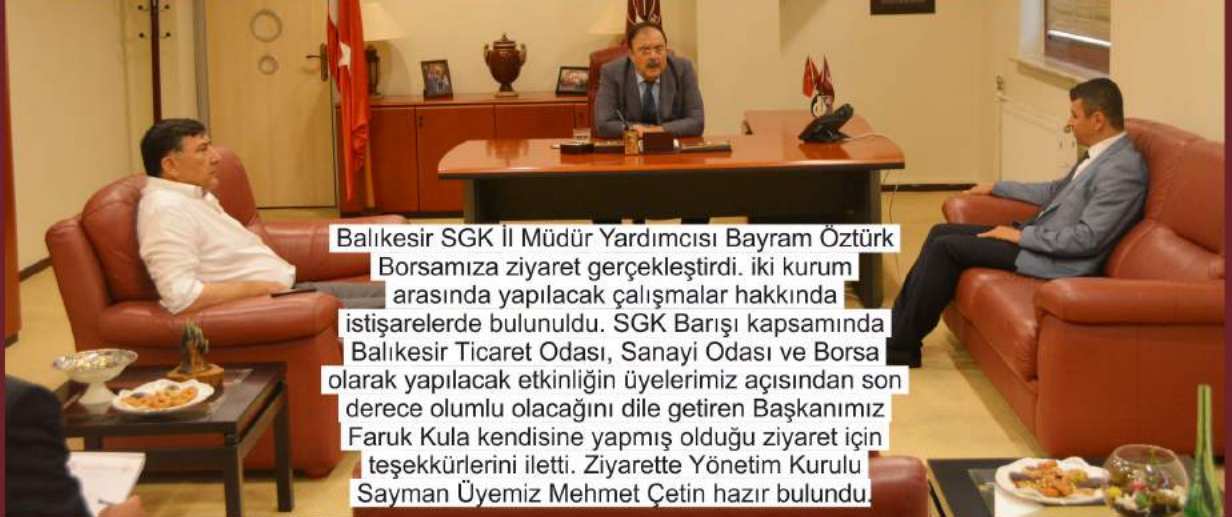 Balıkesir SGK İl Müdür Yardımcısı Bayram Öztürk
Borsamıza ziyaret gerçekleştirdi. iki kurum
arasında yapılacak çalışmalar hakkında
istişarelerde bulunuldu. SGK Barışı kapsamında
Balıkesir Ticaret Odası, Sanayi Odası ve Borsa
olarak yapılacak etkinliğin üyelerimiz açısından son
derece olumlu olacağını dile getiren Başkanımız
Faruk Kula kendisine yapmış olduğu ziyaret için
teşekkürlerini iletti. Ziyarette Yönetim Kurulu
Sayman Üyemiz Mehmet Çetin hazır bulundu.